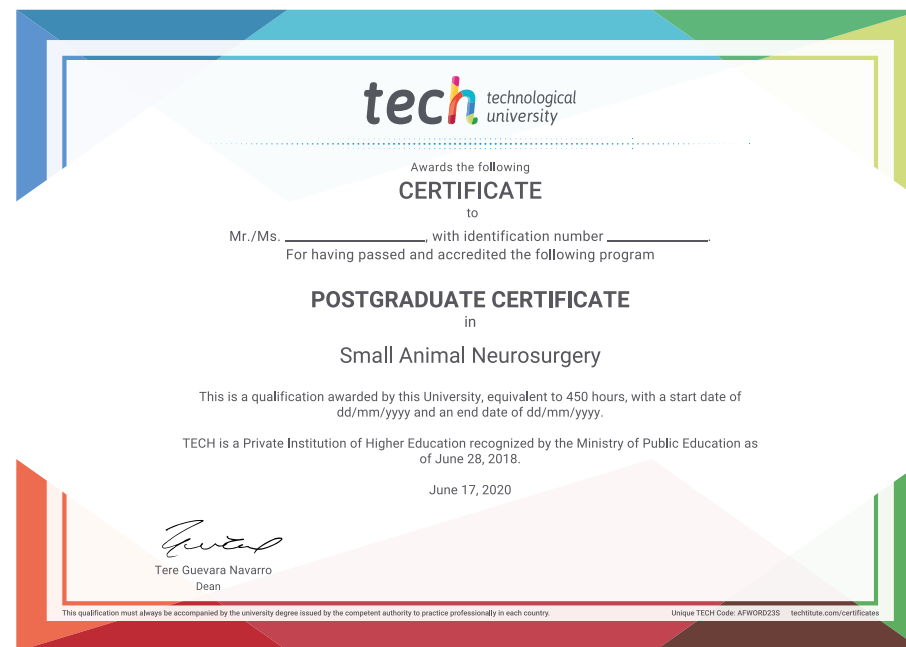 tech technological
university
Awards the following
CERTIFICATE
to
Mr./Ms. ____________________, with identification number ______________.
For having passed and accredited the following program
POSTGRADUATE CERTIFICATE
in
Small Animal Neurosurgery
This is a qualification awarded by this University, equivalent to 450 hours, with a start date of
dd/mm/yyyy and an end date of dd/mm/yyyy.
TECH is a Private Institution of Higher Education recognized by the Ministry of Public Education as
of June 28, 2018.
June 17, 2020
Tere Guevara Navarro
Dean
This qualification must always be accompanied by the university degree issued by the competent authority to practice professionally in each country. Unique TECH Code: AFWORD23S techtitute.com/certificates